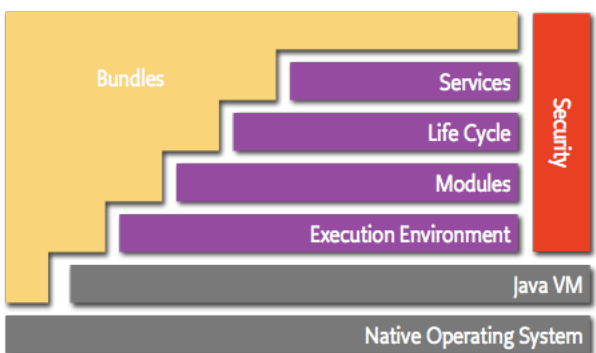 Bundles
Services
Life Cycle
Modules
Execution Environment
Security
Java VM
Native Operating System